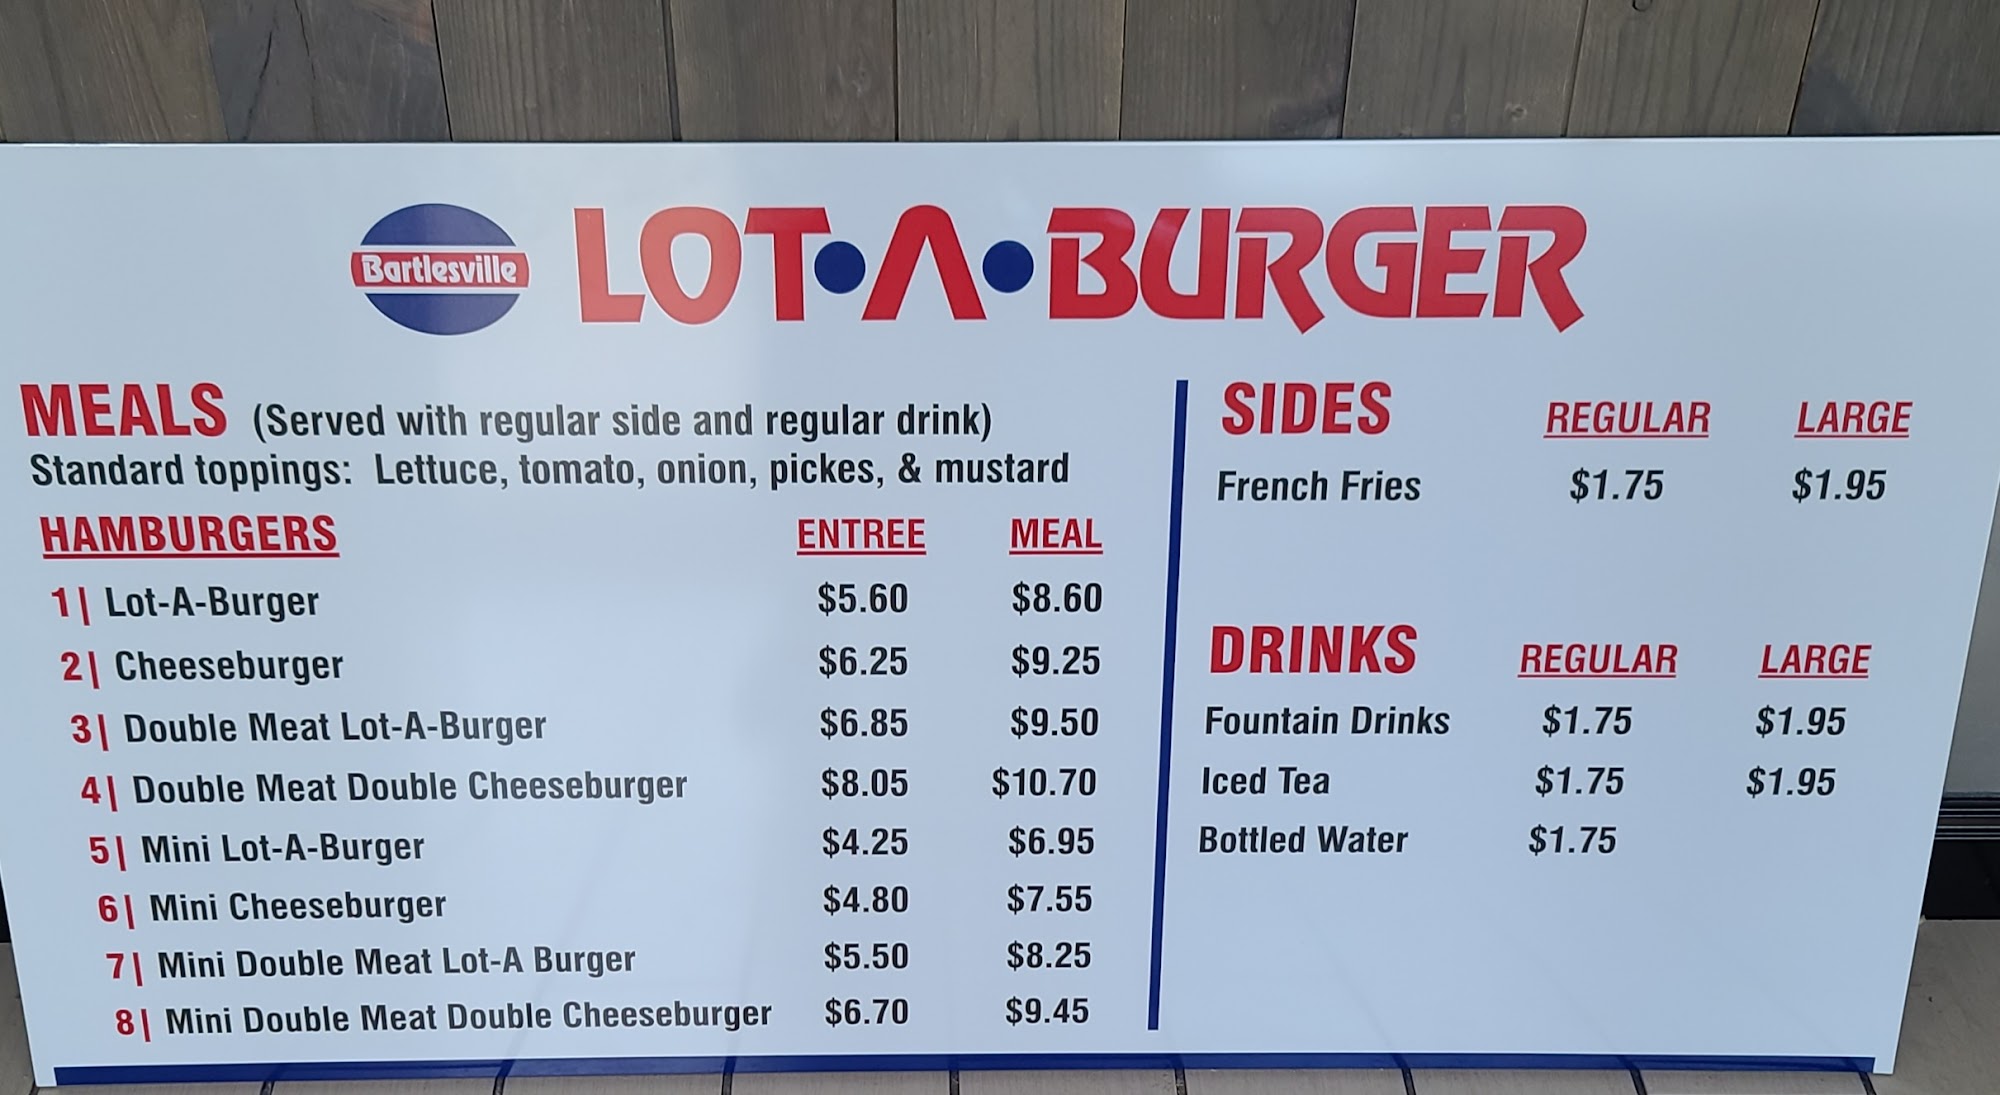 Bartlesville
LOT•A•BURGER
MEALS (Served with regular side and regular drink)
Standard toppings: Lettuce, tomato, onion, pickes, & mustard
HAMBURGERS ENTREE MEAL
1| Lot-A-Burger $5.60 $8.60
2| Cheeseburger $6.25 $9.25
3| Double Meat Lot-A-Burger $6.85 $9.50
4| Double Meat Double Cheeseburger $8.05 $10.70
5| Mini Lot-A-Burger $4.25 $6.95
6| Mini Cheeseburger $4.80 $7.55
7| Mini Double Meat Lot-A Burger $5.50 $8.25
8| Mini Double Meat Double Cheeseburger $6.70 $9.45
SIDES REGULAR LARGE
French Fries $1.75 $1.95
DRINKS REGULAR LARGE
Fountain Drinks $1.75 $1.95
Iced Tea $1.75 $1.95
Bottled Water $1.75